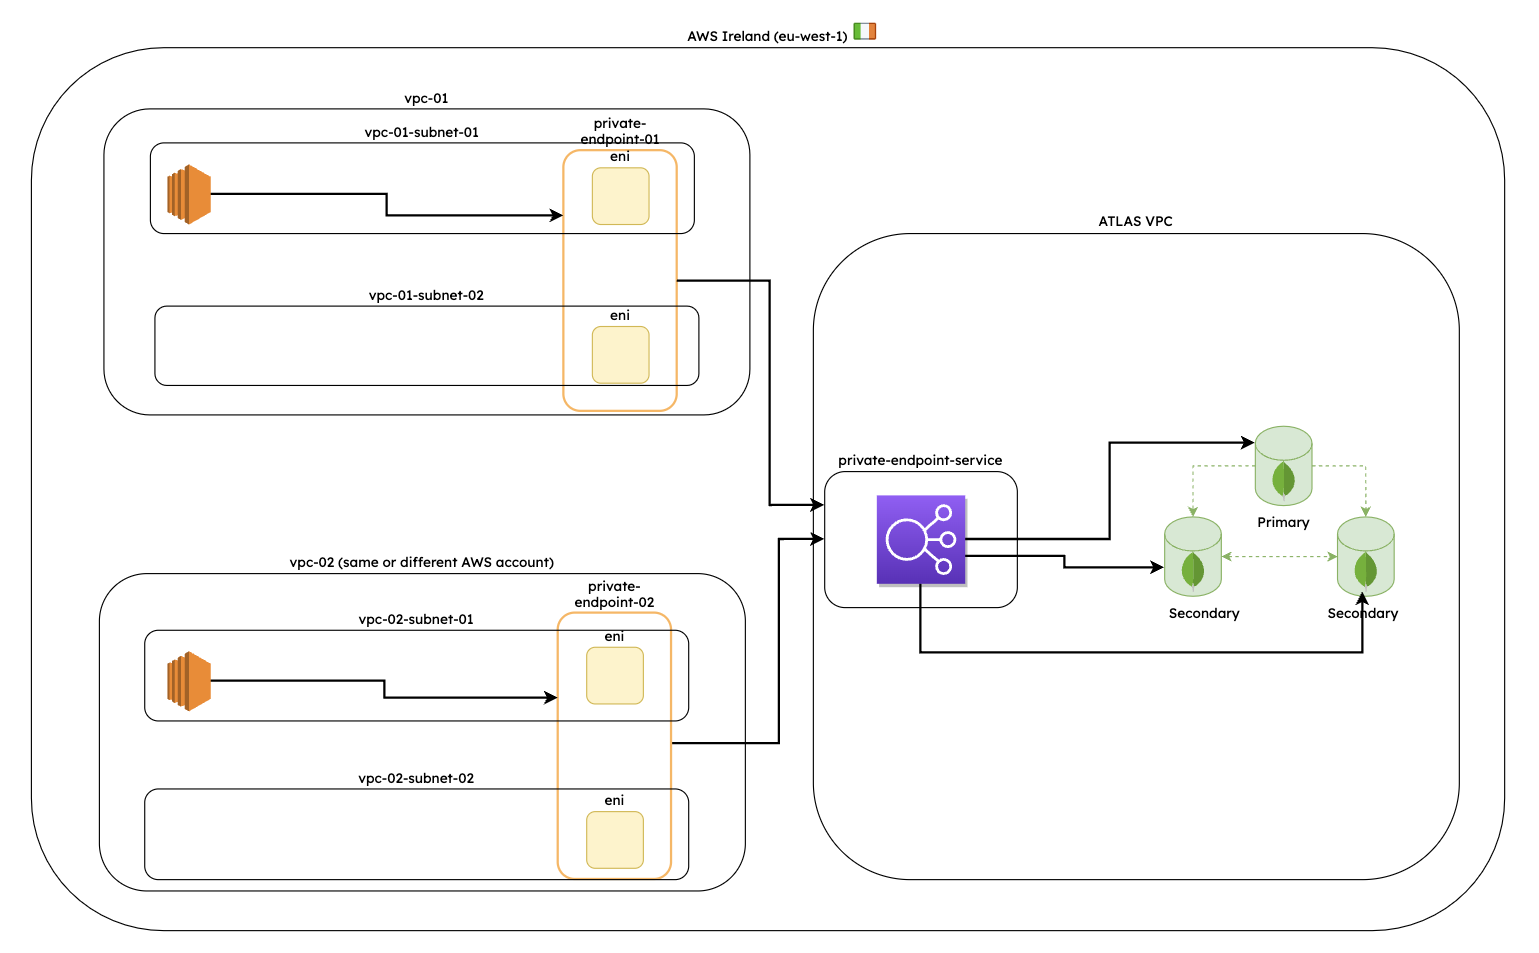 AWS Ireland (eu-west-1)
vpc-01
vpc-01-subnet-01
private-
endpoint-01
eni
vpc-01-subnet-02
eni
ATLAS VPC
private-endpoint-service
Primary
Secondary
Secondary
vpc-02 (same or different AWS account)
private-
endpoint-02
vpc-02-subnet-01
eni
vpc-02-subnet-02
eni